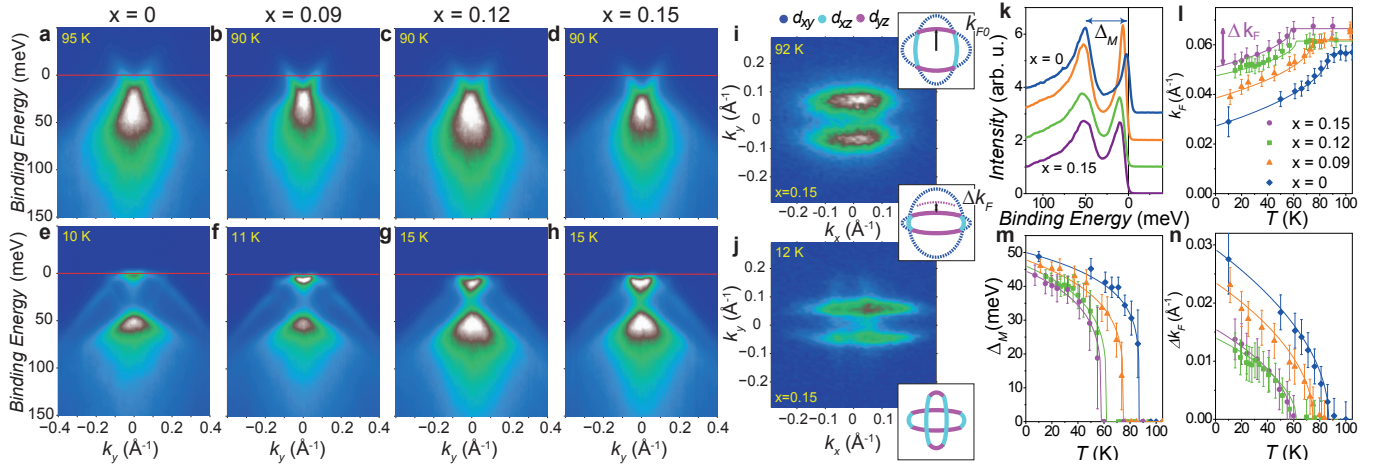 x = 0
x = 0.09
x = 0.12
x = 0.15
a
95 K
b
90 K
c
90 K
d
90 K
Binding Energy (meV)
0
50
100
150
e
10 K
f
11 K
g
15 K
h
15 K
Binding Energy (meV)
0
50
100
150
-0.4 -0.2 0 0.2 0.4
-0.2 0 0.2
-0.4 -0.2 0 0.2
-0.4 -0.2 0 0.2 0.4
k_y (Å⁻¹)
k_y (Å⁻¹)
k_y (Å⁻¹)
k_y (Å⁻¹)
d_xy d_xz d_yz
i
92 K
k_F0
k_y (Å⁻¹)
0.2
0.1
0
−0.1
−0.2
x=0.15
-0.2 -0.1 0 0.1
k_x (Å⁻¹)
Δk_F
j
12 K
k_y (Å⁻¹)
0.2
0.1
0
−0.1
−0.2
x=0.15
-0.2 -0.1 0 0.1
k_x (Å⁻¹)
k
Δ_M
x = 0
x = 0.15
Intensity (arb. u.)
6
4
2
0
100 50 0
Binding Energy (meV)
l
Δk_F
k_F (Å⁻¹)
0.06
0.04
0.02
0.00
x = 0.15
x = 0.12
x = 0.09
x = 0
0 20 40 60 80 100
T (K)
m
Δ_M (meV)
50
40
30
20
10
0
0 20 40 60 80 100
T (K)
n
Δk_F (Å⁻¹)
0.03
0.02
0.01
0.00
0 20 40 60 80 100
T (K)